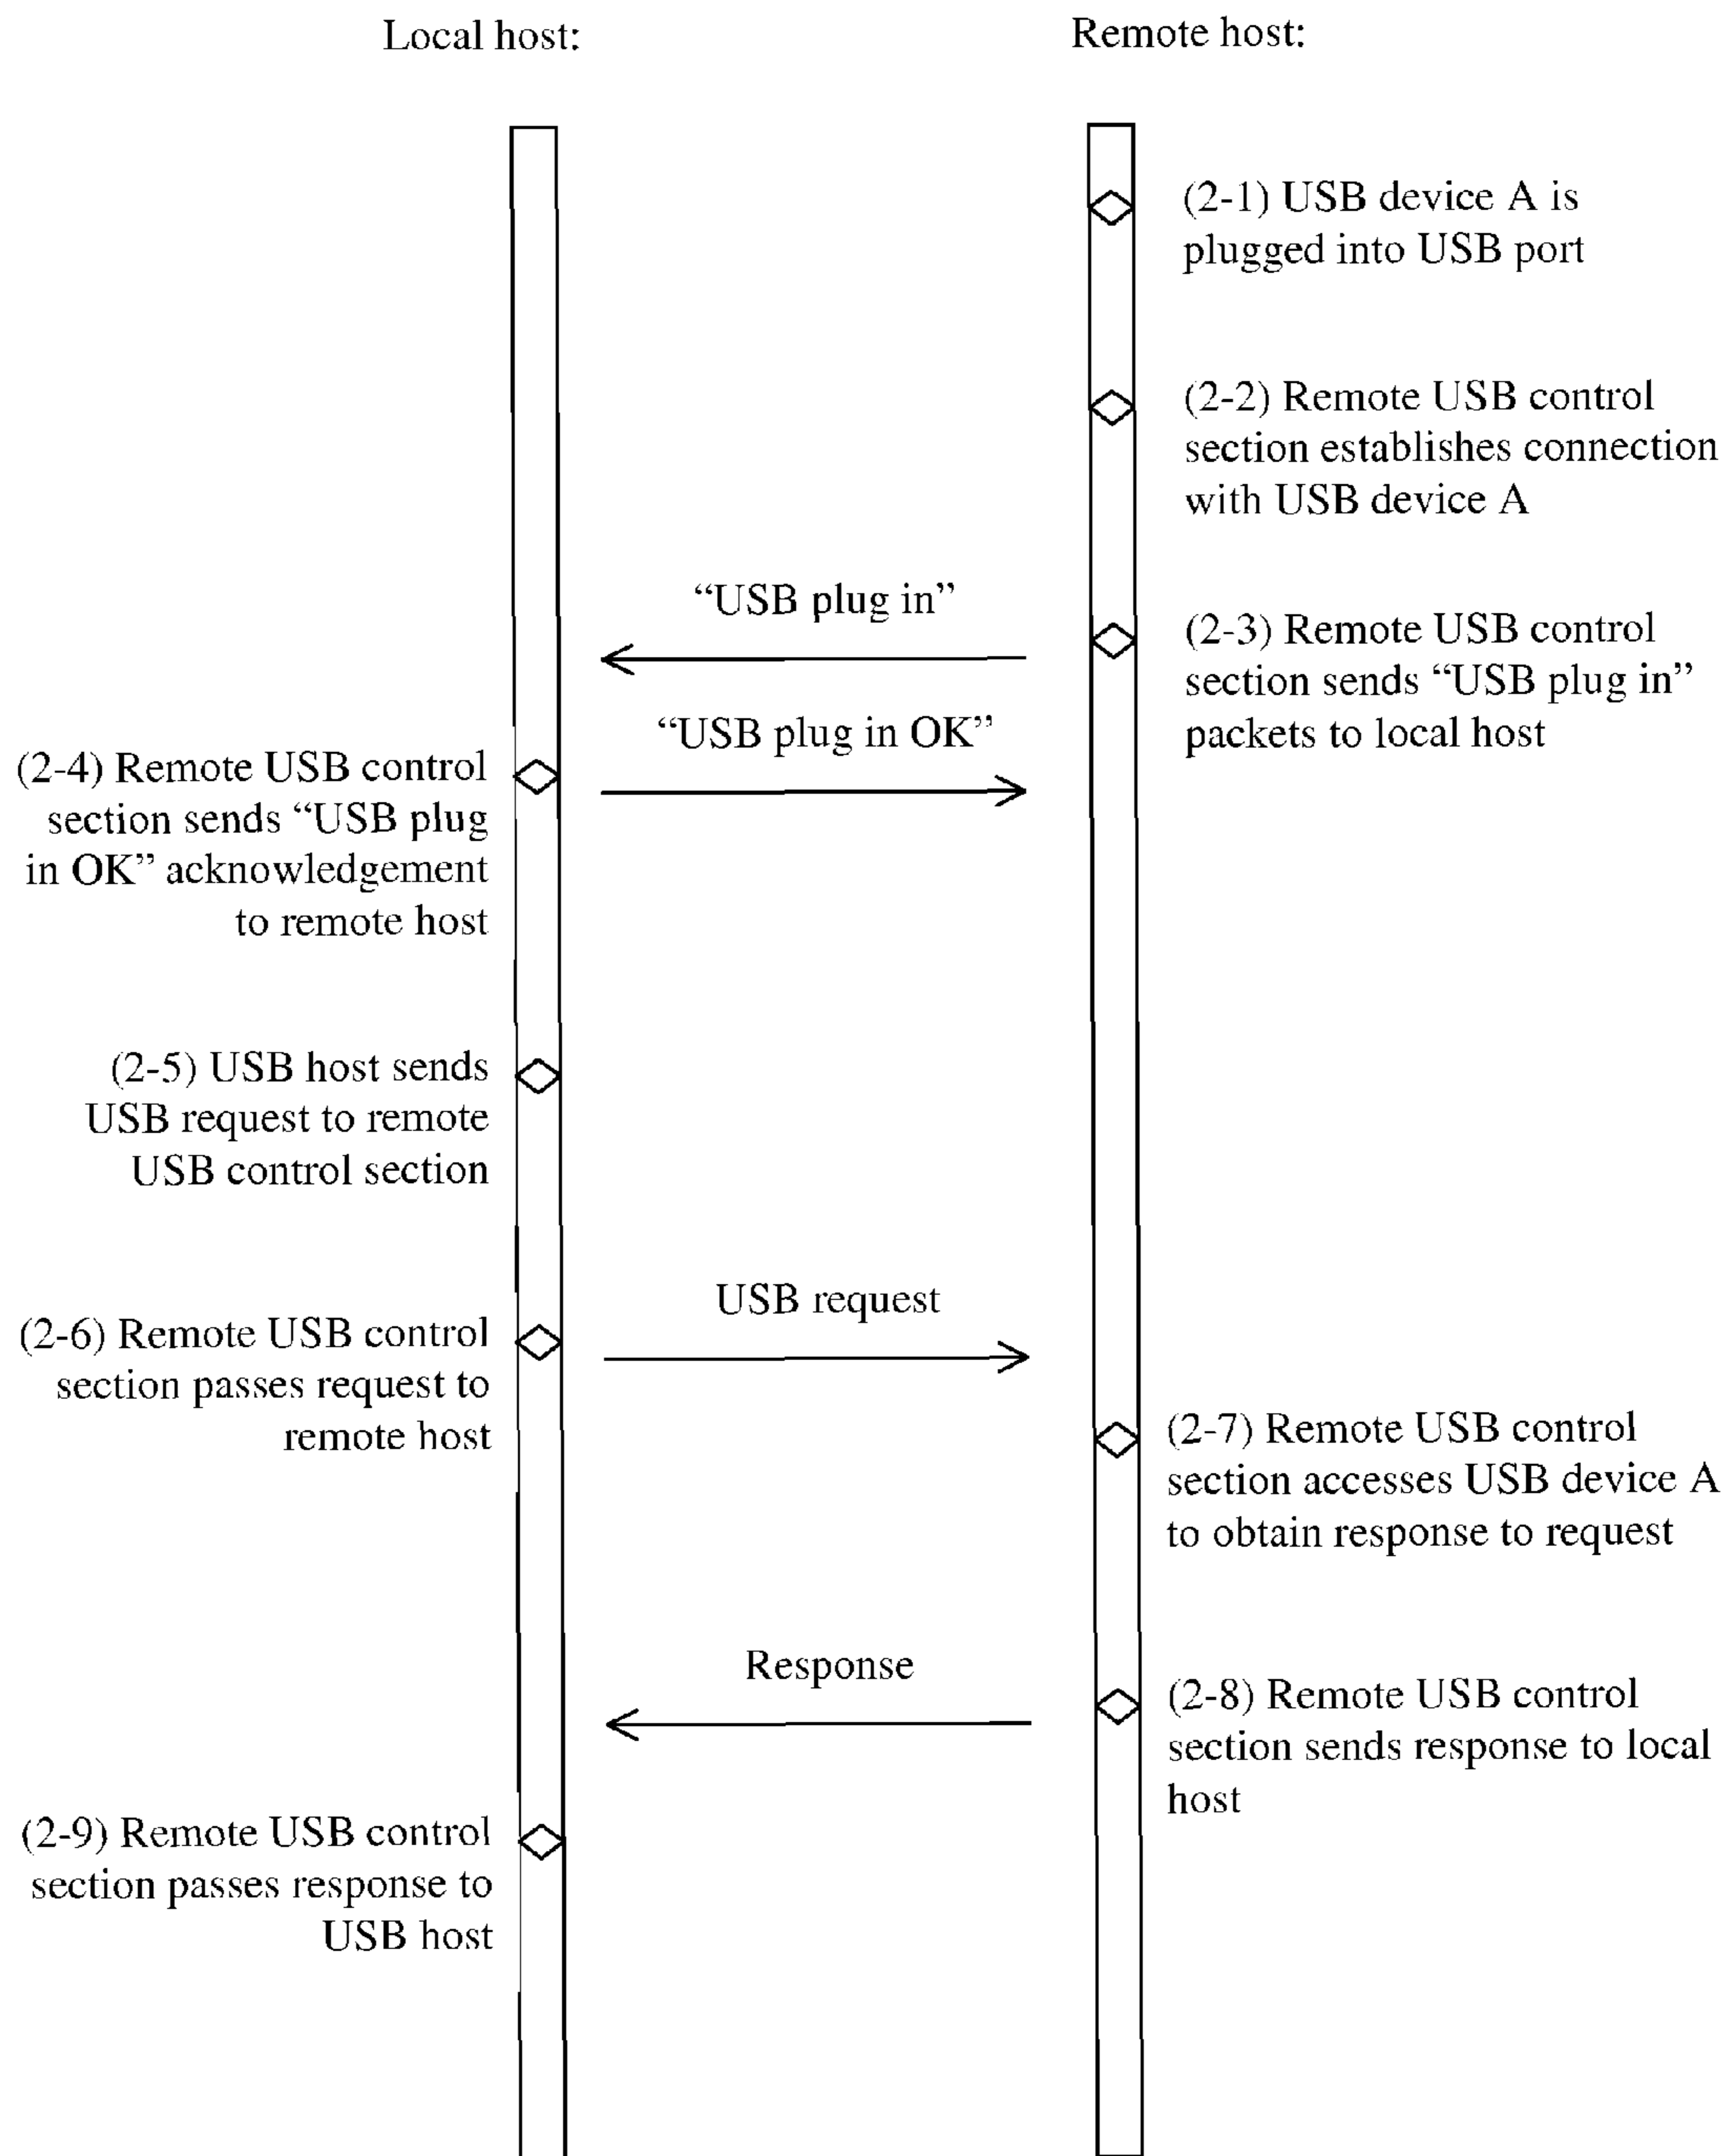 Local host:
Remote host:
(2-1) USB device A is
plugged into USB port
(2-2) Remote USB control
section establishes connection
with USB device A
“USB plug in”
(2-3) Remote USB control
section sends “USB plug in”
packets to local host
“USB plug in OK”
(2-4) Remote USB control
section sends “USB plug
in OK” acknowledgement
to remote host
(2-5) USB host sends
USB request to remote
USB control section
USB request
(2-6) Remote USB control
section passes request to
remote host
(2-7) Remote USB control
section accesses USB device A
to obtain response to request
Response
(2-8) Remote USB control
section sends response to local
host
(2-9) Remote USB control
section passes response to
USB host